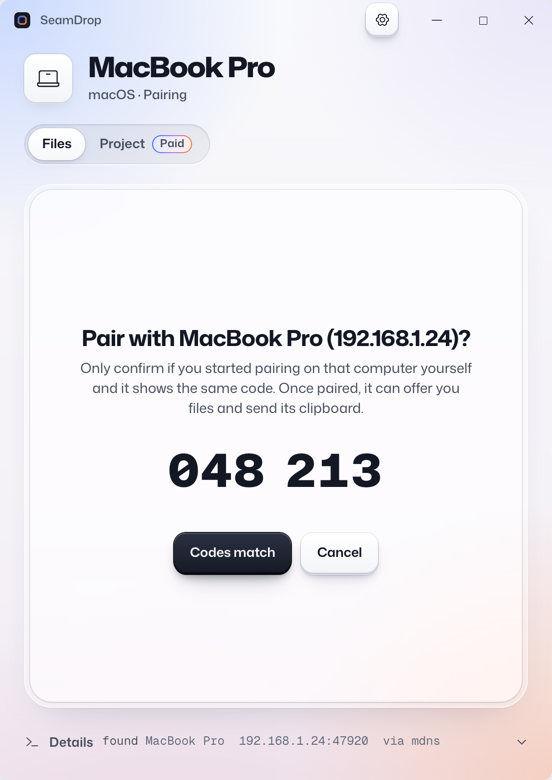 SeamDrop
MacBook Pro
macOS · Pairing
Files
Project
Paid
Pair with MacBook Pro (192.168.1.24)?
Only confirm if you started pairing on that computer yourself
and it shows the same code. Once paired, it can offer you
files and send its clipboard.
048 213
Codes match
Cancel
Details found MacBook Pro 192.168.1.24:47920 via mdns